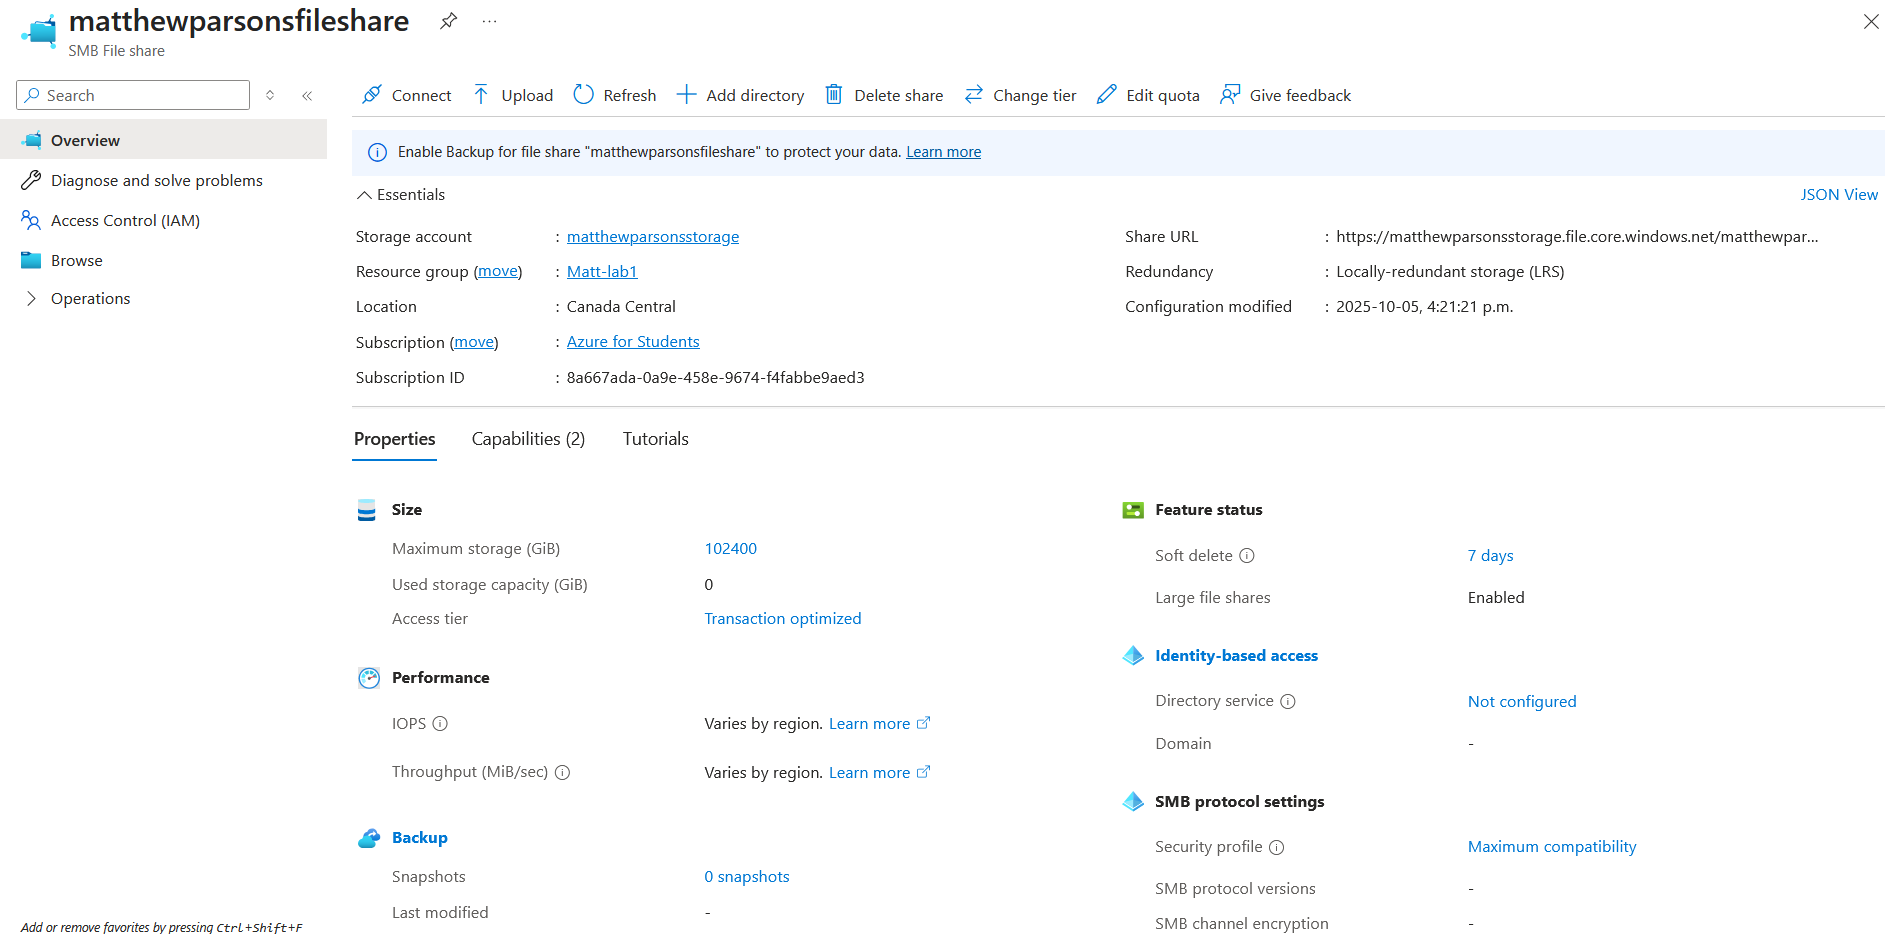 matthewparsonsfileshare
SMB File share
Search
Overview
Diagnose and solve problems
Access Control (IAM)
Browse
Operations
Add or remove favorites by pressing Ctrl+Shift+F
Connect Upload Refresh Add directory Delete share Change tier Edit quota Give feedback
Enable Backup for file share "matthewparsonsfileshare" to protect your data. Learn more
Essentials
JSON View
Storage account : matthewparsonsstorage
Resource group (move) : Matt-lab1
Location : Canada Central
Subscription (move) : Azure for Students
Subscription ID : 8a667ada-0a9e-458e-9674-f4fabbe9aed3
Share URL : https://matthewparsonsstorage.file.core.windows.net/matthewpar...
Redundancy : Locally-redundant storage (LRS)
Configuration modified : 2025-10-05, 4:21:21 p.m.
Properties Capabilities (2) Tutorials
Size
Maximum storage (GiB) 102400
Used storage capacity (GiB) 0
Access tier Transaction optimized
Performance
IOPS Varies by region. Learn more
Throughput (MiB/sec) Varies by region. Learn more
Backup
Snapshots 0 snapshots
Last modified -
Feature status
Soft delete 7 days
Large file shares Enabled
Identity-based access
Directory service Not configured
Domain -
SMB protocol settings
Security profile Maximum compatibility
SMB protocol versions -
SMB channel encryption -